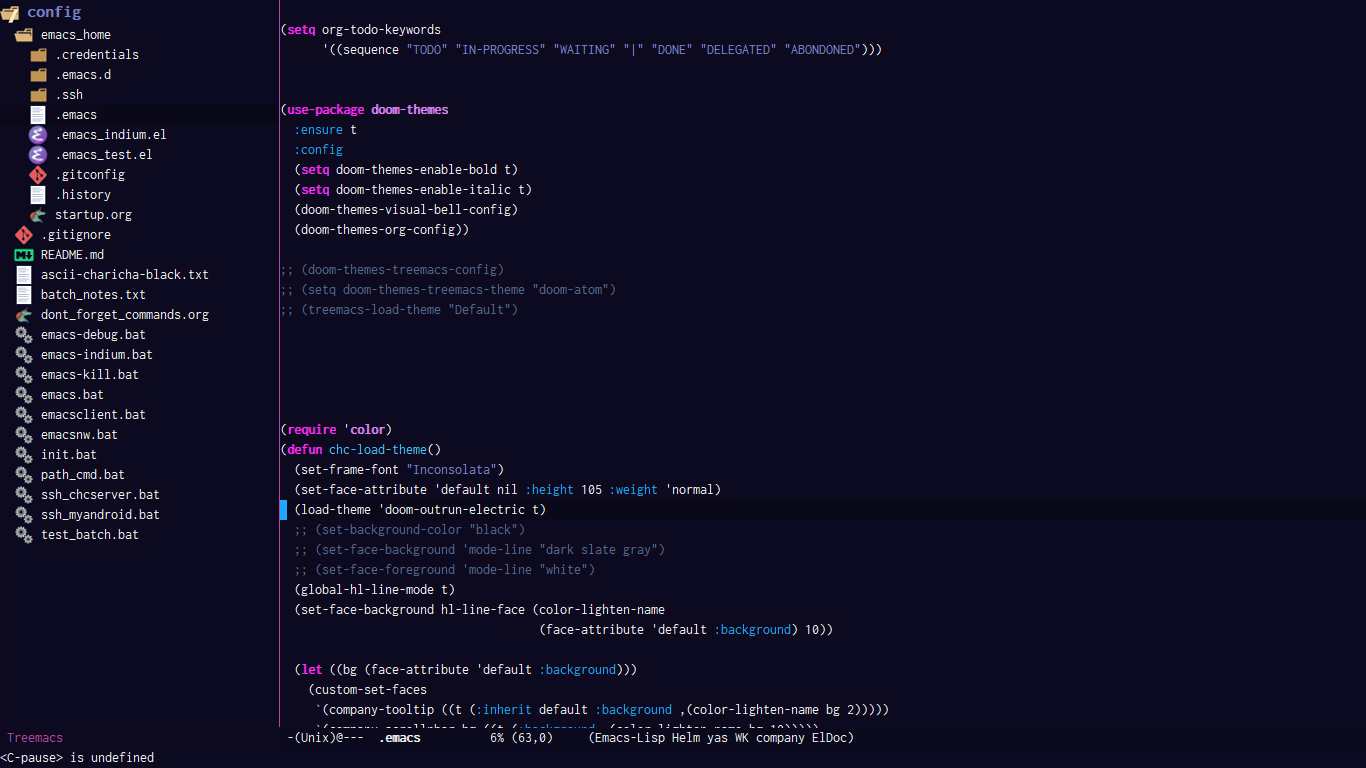 config
emacs_home
.credentials
.emacs.d
.ssh
.emacs
.emacs_indium.el
.emacs_test.el
.gitconfig
.history
startup.org
.gitignore
README.md
ascii-charicha-black.txt
batch_notes.txt
dont_forget_commands.org
emacs-debug.bat
emacs-indium.bat
emacs-kill.bat
emacs.bat
emacsclient.bat
emacsnw.bat
init.bat
path_cmd.bat
ssh_chcserver.bat
ssh_myandroid.bat
test_batch.bat
Treemacs
(setq org-todo-keywords
      '((sequence "TODO" "IN-PROGRESS" "WAITING" "|" "DONE" "DELEGATED" "ABONDONED")))
(use-package doom-themes
  :ensure t
  :config
  (setq doom-themes-enable-bold t)
  (setq doom-themes-enable-italic t)
  (doom-themes-visual-bell-config)
  (doom-themes-org-config))
;; (doom-themes-treemacs-config)
;; (setq doom-themes-treemacs-theme "doom-atom")
;; (treemacs-load-theme "Default")
(require 'color)
(defun chc-load-theme()
  (set-frame-font "Inconsolata")
  (set-face-attribute 'default nil :height 105 :weight 'normal)
  (load-theme 'doom-outrun-electric t)
  ;; (set-background-color "black")
  ;; (set-face-background 'mode-line "dark slate gray")
  ;; (set-face-foreground 'mode-line "white")
  (global-hl-line-mode t)
  (set-face-background hl-line-face (color-lighten-name
                                     (face-attribute 'default :background) 10))
  (let ((bg (face-attribute 'default :background)))
    (custom-set-faces
     `(company-tooltip ((t (:inherit default :background ,(color-lighten-name bg 2)))))
-(Unix)@---  .emacs          6% (63,0)     (Emacs-Lisp Helm yas WK company ElDoc)
<C-pause> is undefined